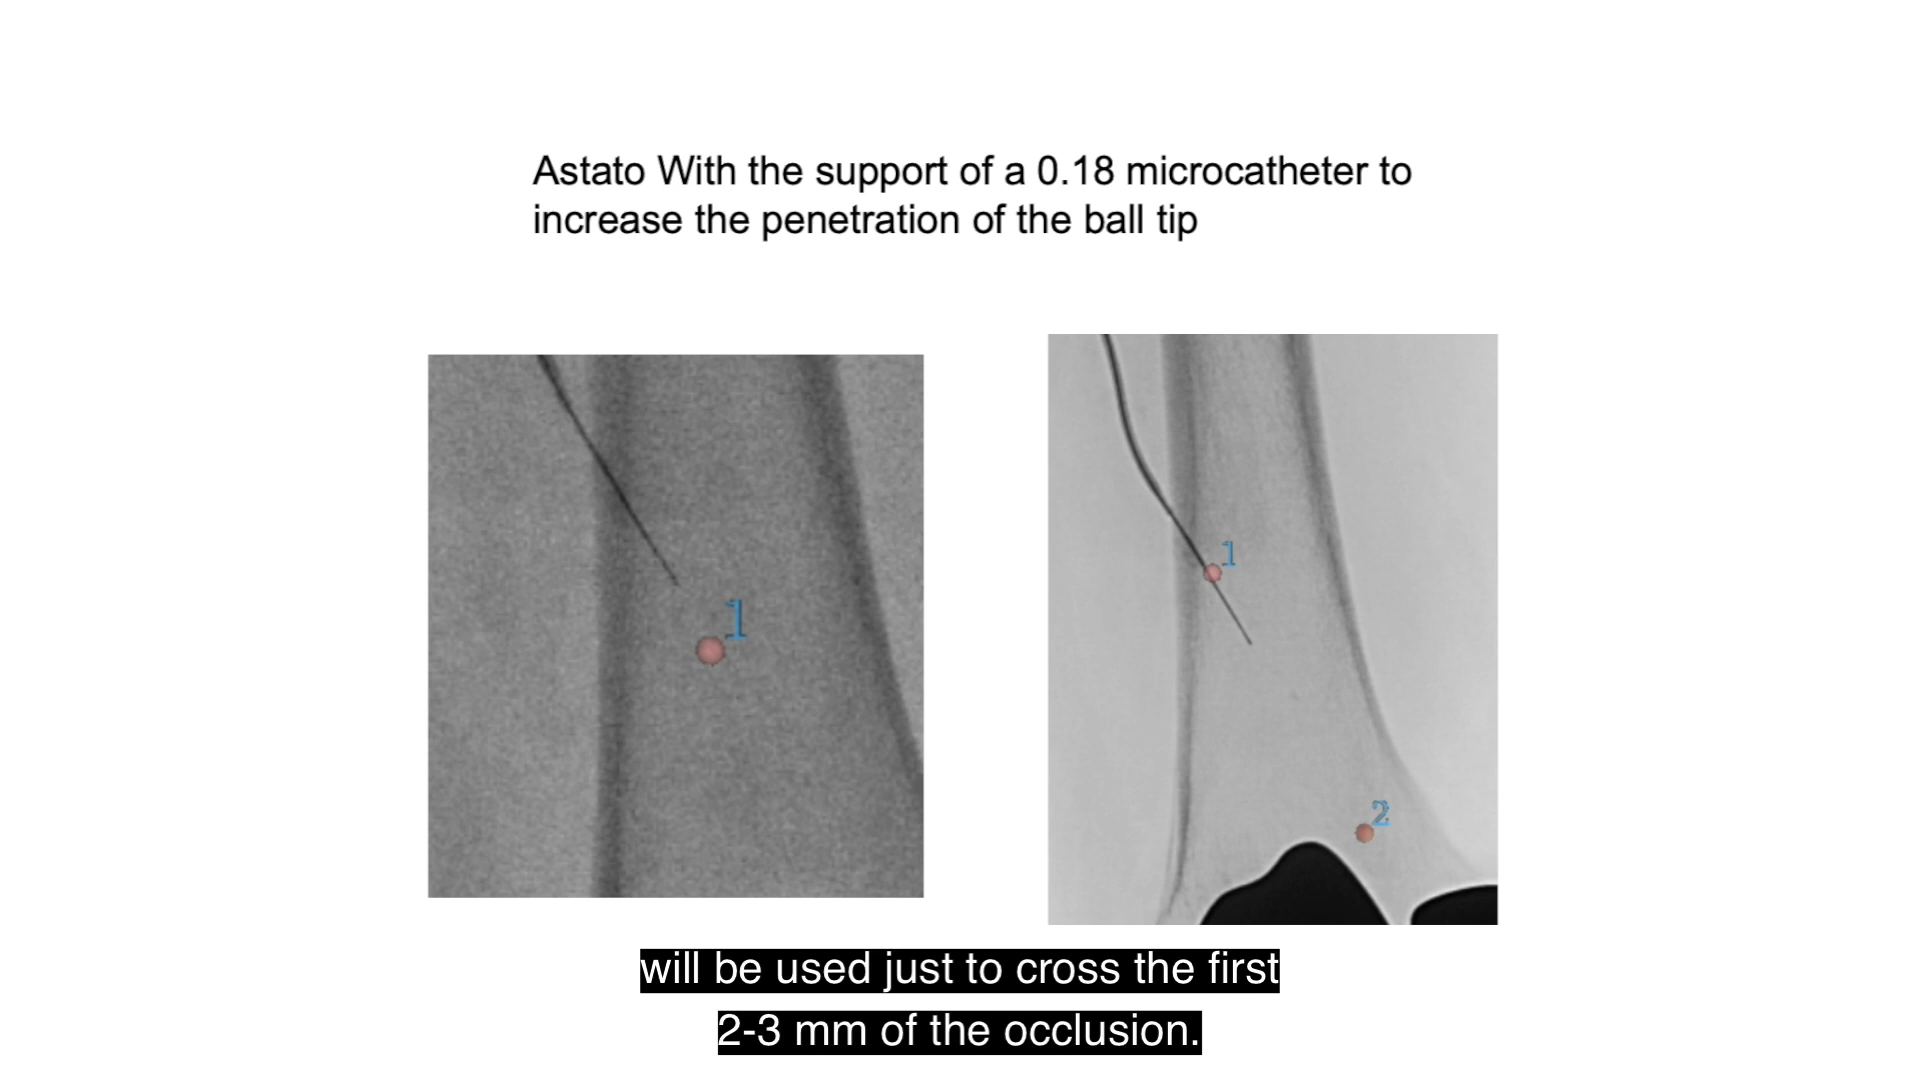 Astato With the support of a 0.18 microcatheter to
increase the penetration of the ball tip
1
1
2
will be used just to cross the first
2-3 mm of the occlusion.